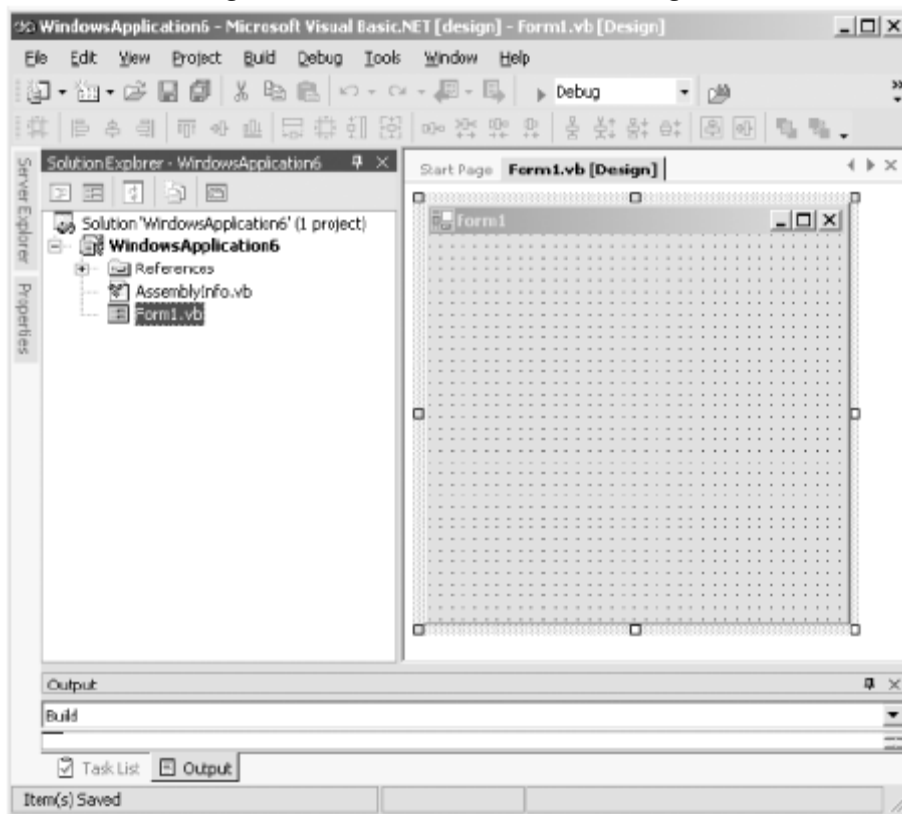 WindowsApplication6 - Microsoft Visual Basic.NET [design] - Form1.vb [Design]
File Edit View Project Build Debug Tools Window Help
Debug
Solution Explorer - WindowsApplication6
Start Page Form1.vb [Design]
Server Explorer
Properties
Solution 'WindowsApplication6' (1 project)
WindowsApplication6
References
AssemblyInfo.vb
Form1.vb
Form1
Output
Build
Task List Output
Item(s) Saved